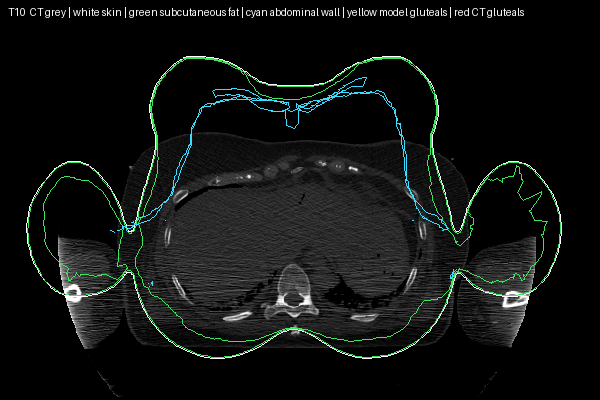 T10 CT grey | white skin | green subcutaneous fat | cyan abdominal wall | yellow model gluteals | red CT gluteals